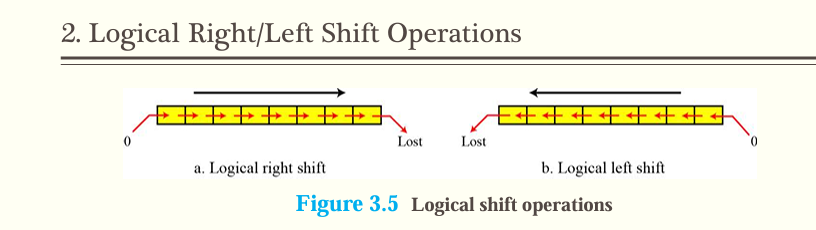 2. Logical Right/Left Shift Operations
0
Lost
Lost
0
a. Logical right shift
b. Logical left shift
Figure 3.5 Logical shift operations